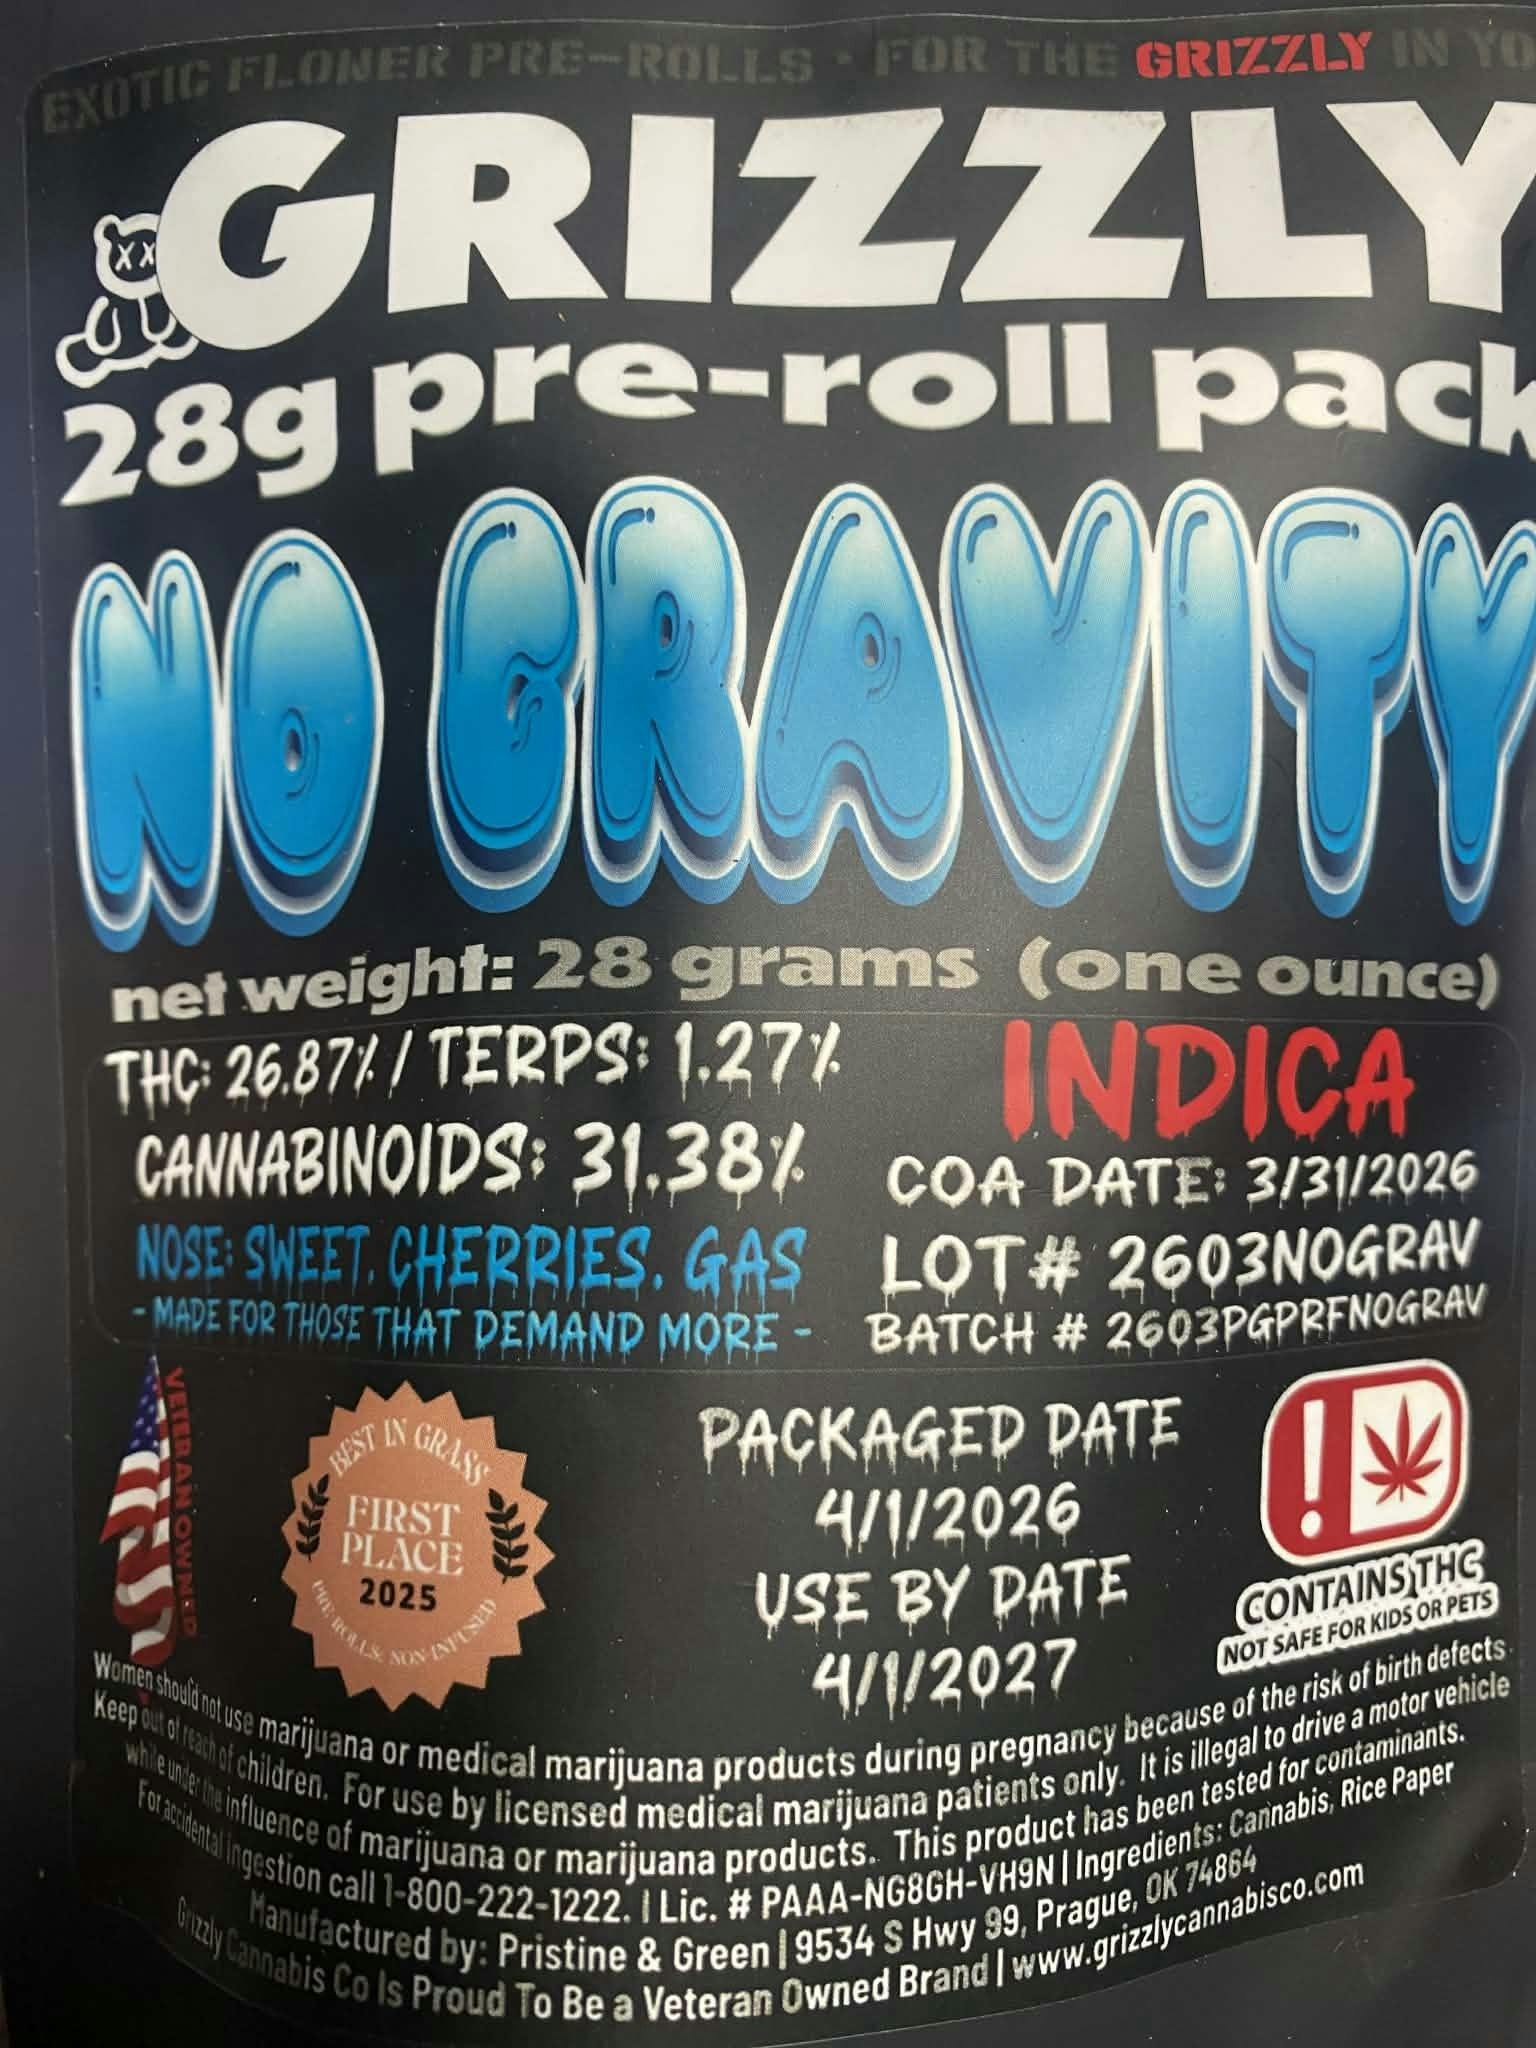 EXOTIC FLOWER PRE-ROLLS - FOR THE GRIZZLY IN YO
GRIZZLY
28g pre-roll pack
NO GRAVITY
net weight: 28 grams (one ounce)
THC: 26.87% / TERPS: 1.27%
CANNABINOIDS: 31.38%
NOSE: SWEET, CHERRIES, GAS
- MADE FOR THOSE THAT DEMAND MORE -
INDICA
COA DATE: 3/31/2026
LOT# 2603NOGRAV
BATCH # 2603PGPRFNOGRAV
VETERAN OWNED
BEST IN GRASS
FIRST
PLACE
2025
PRE-ROLLS: NON-INFUSED
PACKAGED DATE
4/1/2026
USE BY DATE
4/1/2027
!
CONTAINS THC
NOT SAFE FOR KIDS OR PETS
Women should not use marijuana or medical marijuana products during pregnancy because of the risk of birth defects.
Keep out of reach of children. For use by licensed medical marijuana patients only. It is illegal to drive a motor vehicle
while under the influence of marijuana or marijuana products. This product has been tested for contaminants.
For accidental ingestion call 1-800-222-1222. | Lic. # PAAA-NG8GH-VH9N | Ingredients: Cannabis, Rice Paper
Manufactured by: Pristine & Green | 9534 S Hwy 99, Prague, OK 74864
Grizzly Cannabis Co Is Proud To Be a Veteran Owned Brand | www.grizzlycannabisco.com